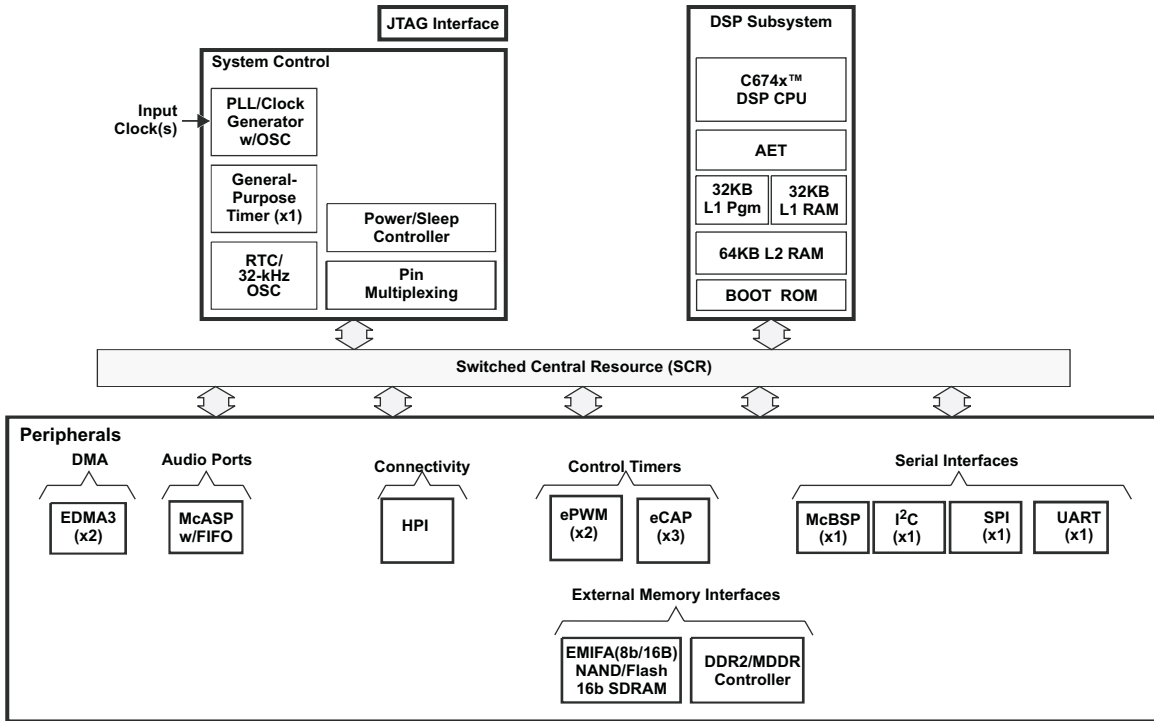 JTAG Interface
System Control
Input
Clock(s)
PLL/Clock
Generator
w/OSC
General-
Purpose
Timer (x1)
RTC/
32-kHz
OSC
Power/Sleep
Controller
Pin
Multiplexing
DSP Subsystem
C674x™
DSP CPU
AET
32KB
L1 Pgm
32KB
L1 RAM
64KB L2 RAM
BOOT ROM
Switched Central Resource (SCR)
Peripherals
DMA
EDMA3
(x2)
Audio Ports
McASP
w/FIFO
Connectivity
HPI
Control Timers
ePWM
(x2)
eCAP
(x3)
Serial Interfaces
McBSP
(x1)
I²C
(x1)
SPI
(x1)
UART
(x1)
External Memory Interfaces
EMIFA(8b/16B)
NAND/Flash
16b SDRAM
DDR2/MDDR
Controller